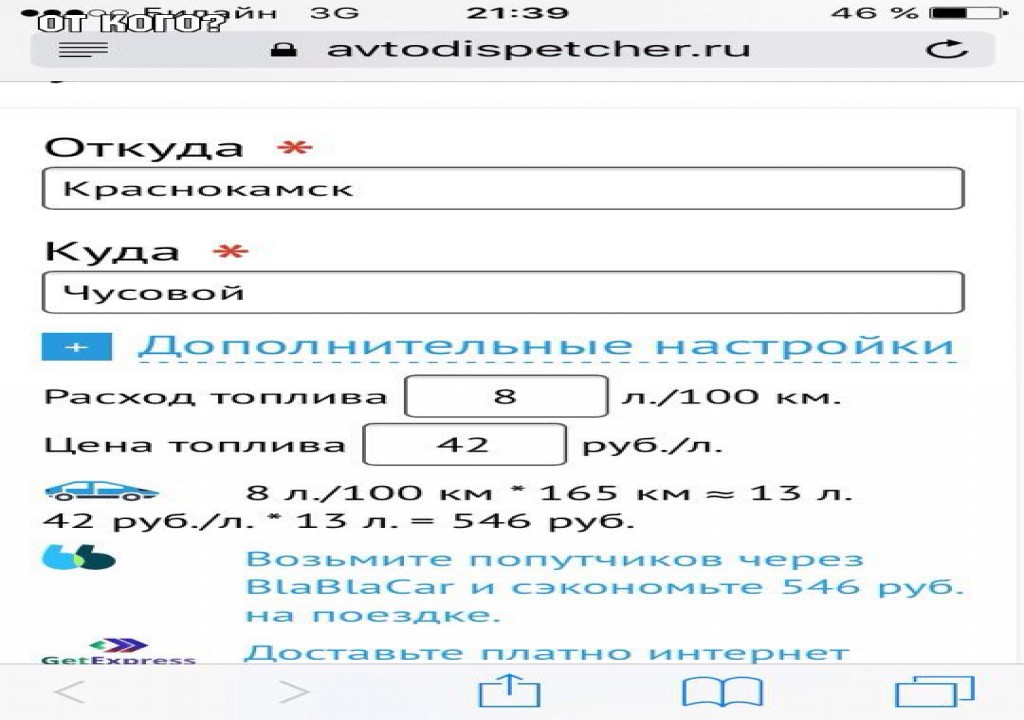 Билайн 3G 21:39 46 %
ОТ КОГО?
avtodispetcher.ru
Откуда *
Краснокамск
Куда *
Чусовой
+ Дополнительные настройки
Расход топлива 8 л./100 км.
Цена топлива 42 руб./л.
8 л./100 км * 165 км ≈ 13 л.
42 руб./л. * 13 л. = 546 руб.
Возьмите попутчиков через
BlaBlaCar и сэкономьте 546 руб.
на поездке.
GetExpress Доставьте платно интернет